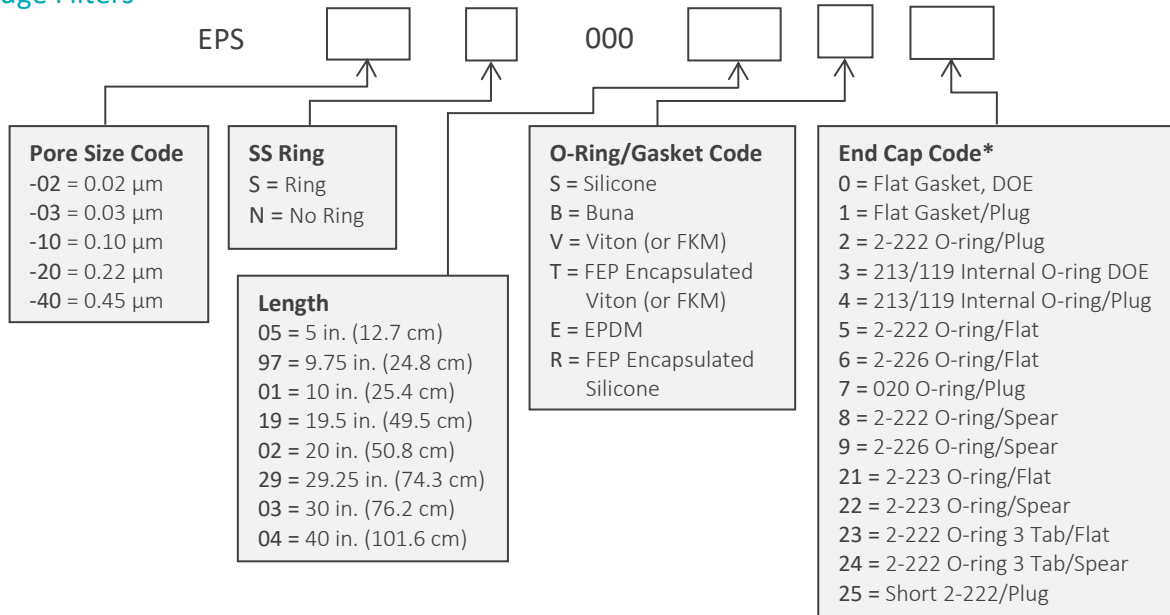 EPS 000
Pore Size Code
-02 = 0.02 µm
-03 = 0.03 µm
-10 = 0.10 µm
-20 = 0.22 µm
-40 = 0.45 µm
SS Ring
S = Ring
N = No Ring
Length
05 = 5 in. (12.7 cm)
97 = 9.75 in. (24.8 cm)
01 = 10 in. (25.4 cm)
19 = 19.5 in. (49.5 cm)
02 = 20 in. (50.8 cm)
29 = 29.25 in. (74.3 cm)
03 = 30 in. (76.2 cm)
04 = 40 in. (101.6 cm)
O-Ring/Gasket Code
S = Silicone
B = Buna
V = Viton (or FKM)
T = FEP Encapsulated
Viton (or FKM)
E = EPDM
R = FEP Encapsulated
Silicone
End Cap Code*
0 = Flat Gasket, DOE
1 = Flat Gasket/Plug
2 = 2-222 O-ring/Plug
3 = 213/119 Internal O-ring DOE
4 = 213/119 Internal O-ring/Plug
5 = 2-222 O-ring/Flat
6 = 2-226 O-ring/Flat
7 = 020 O-ring/Plug
8 = 2-222 O-ring/Spear
9 = 2-226 O-ring/Spear
21 = 2-223 O-ring/Flat
22 = 2-223 O-ring/Spear
23 = 2-222 O-ring 3 Tab/Flat
24 = 2-222 O-ring 3 Tab/Spear
25 = Short 2-222/Plug